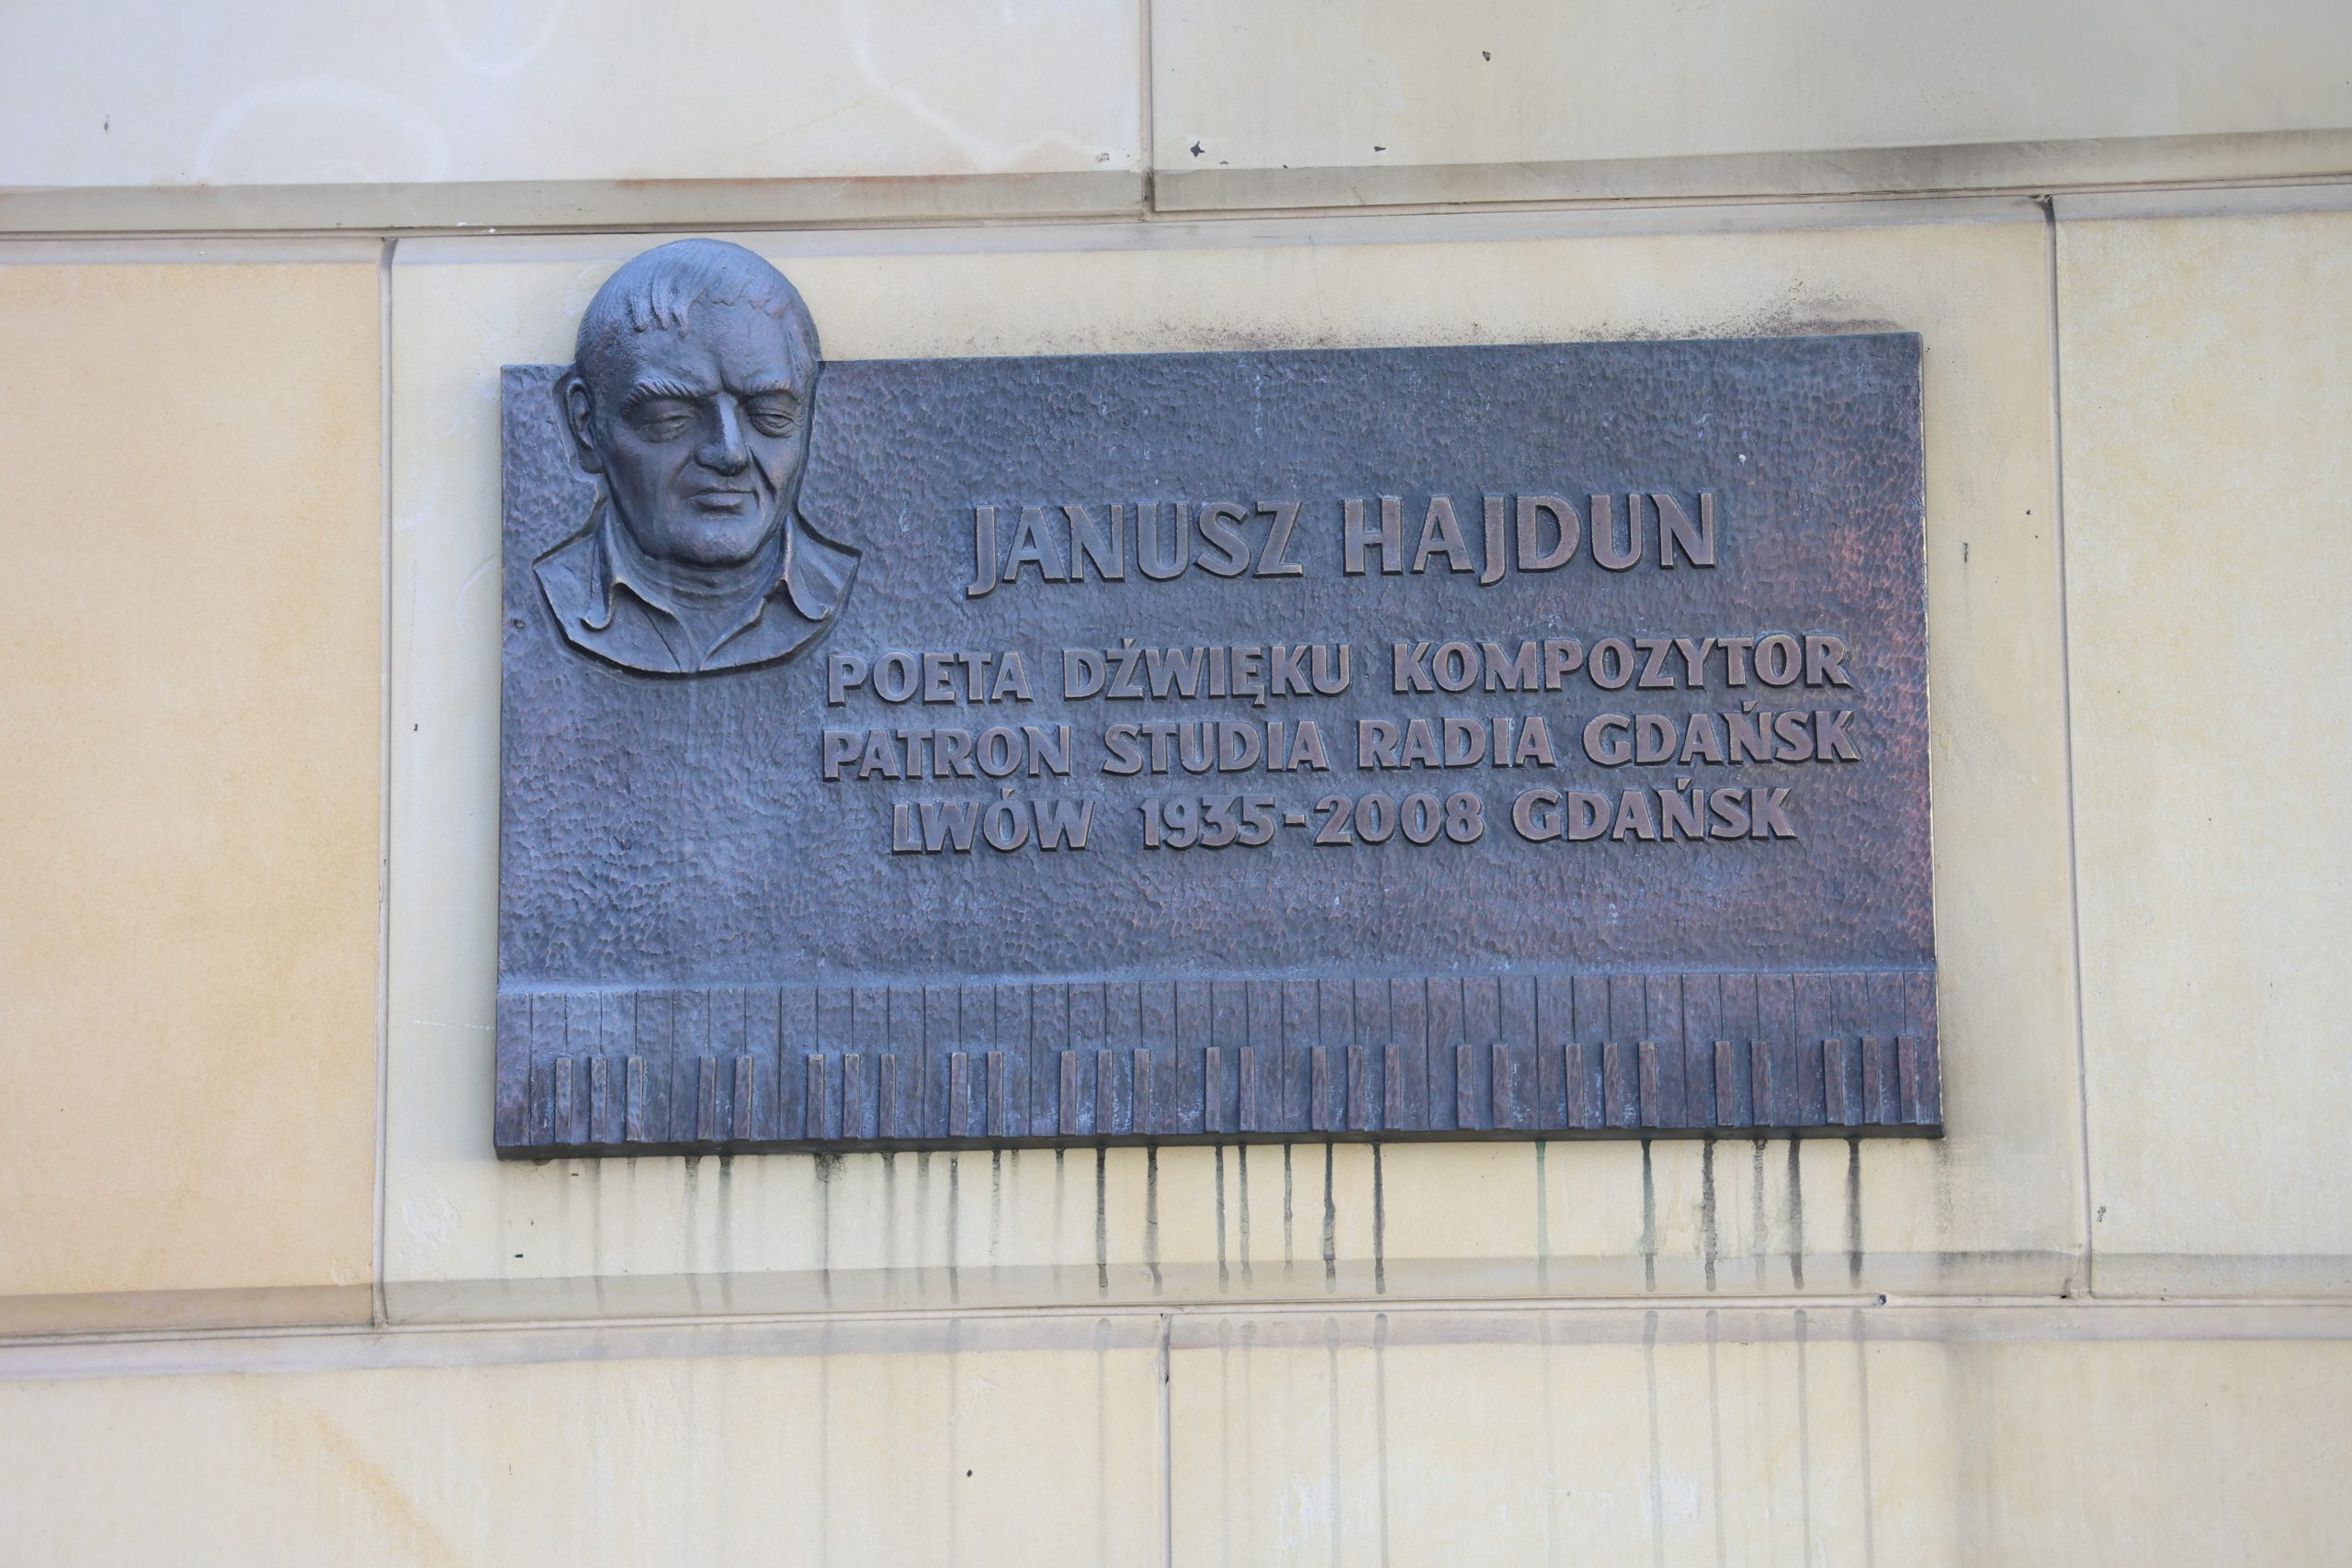 JANUSZ HAJDUN
POETA DŹWIĘKU KOMPOZYTOR
PATRON STUDIA RADIA GDAŃSK
LWÓW 1935-2008 GDAŃSK